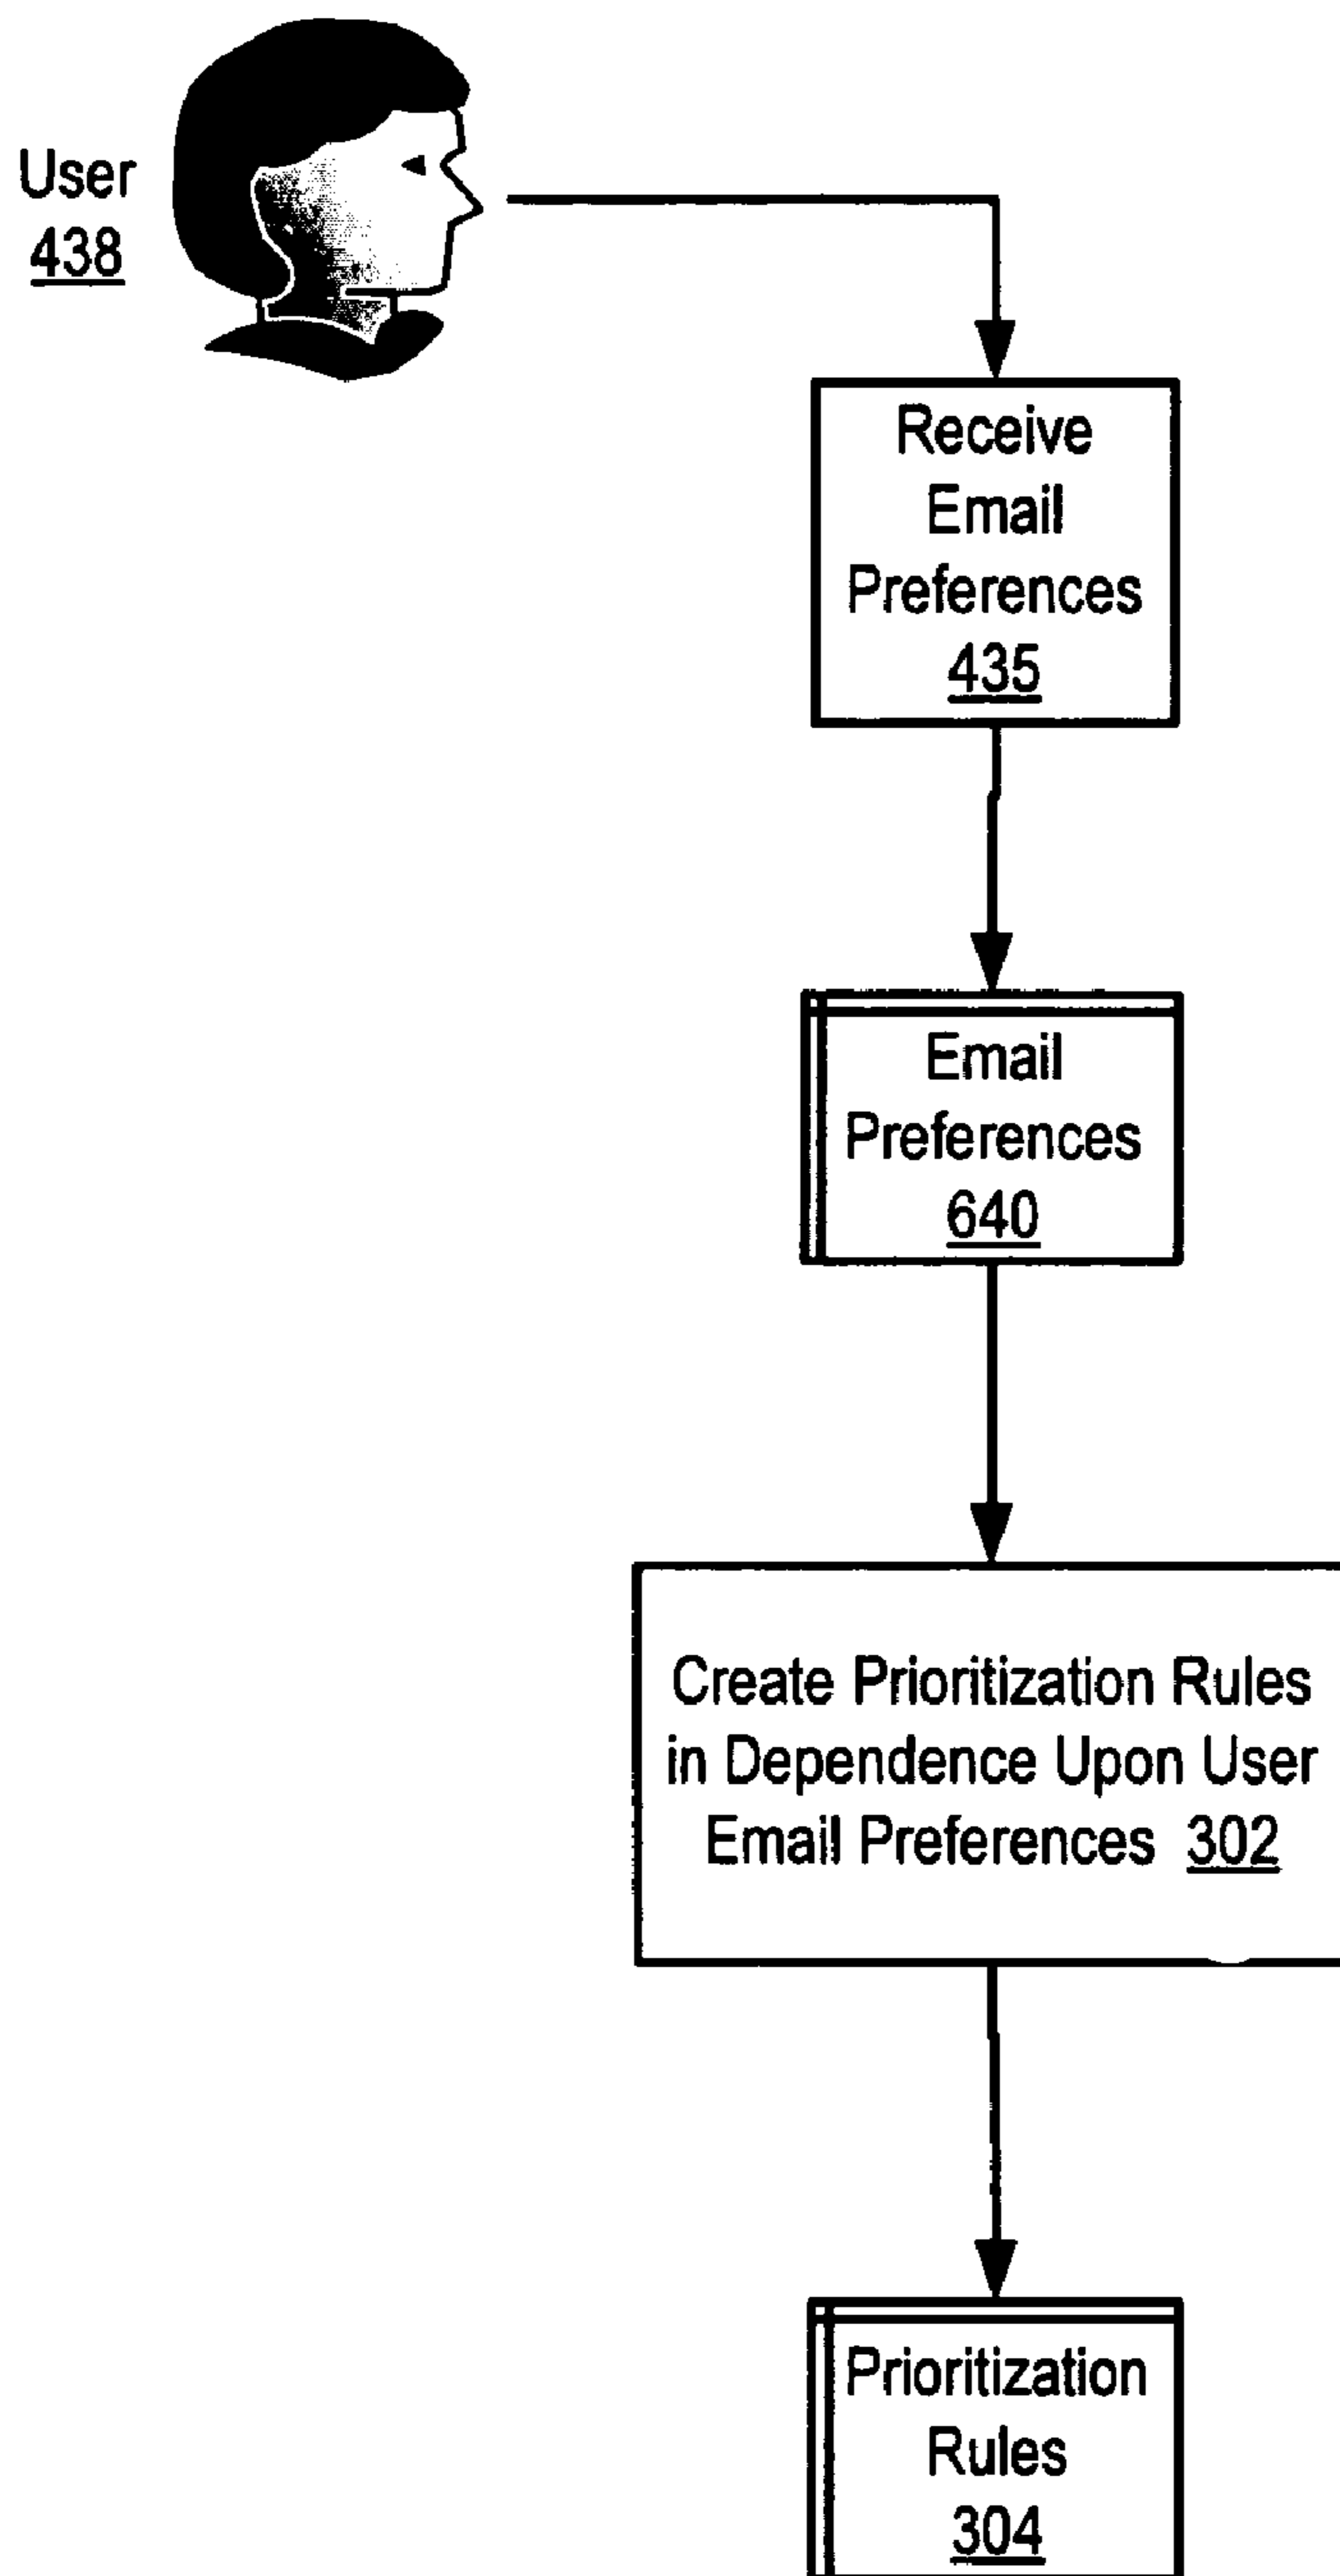 User
438
Receive
Email
Preferences
435
Email
Preferences
640
Create Prioritization Rules
in Dependence Upon User
Email Preferences 302
Prioritization
Rules
304